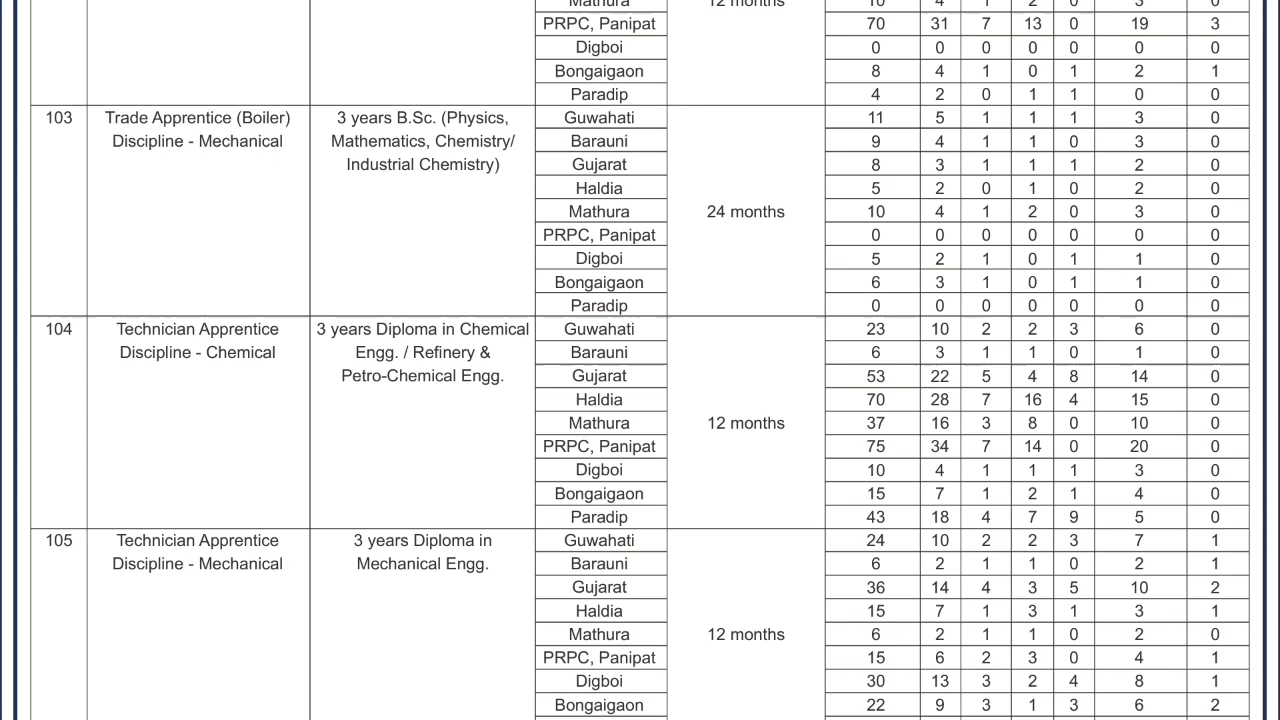 Mathura 12 months 10 4 1 2 0 3 0
PRPC, Panipat 70 31 7 13 0 19 3
Digboi 0 0 0 0 0 0 0
Bongaigaon 8 4 1 0 1 2 1
Paradip 4 2 0 1 1 0 0
103 Trade Apprentice (Boiler) 3 years B.Sc. (Physics, Guwahati 11 5 1 1 1 3 0
Discipline - Mechanical Mathematics, Chemistry/ Barauni 9 4 1 1 0 3 0
Industrial Chemistry) Gujarat 8 3 1 1 1 2 0
Haldia 5 2 0 1 0 2 0
Mathura 24 months 10 4 1 2 0 3 0
PRPC, Panipat 0 0 0 0 0 0 0
Digboi 5 2 1 0 1 1 0
Bongaigaon 6 3 1 0 1 1 0
Paradip 0 0 0 0 0 0 0
104 Technician Apprentice 3 years Diploma in Chemical Guwahati 23 10 2 2 3 6 0
Discipline - Chemical Engg. / Refinery & Barauni 6 3 1 1 0 1 0
Petro-Chemical Engg. Gujarat 53 22 5 4 8 14 0
Haldia 70 28 7 16 4 15 0
Mathura 12 months 37 16 3 8 0 10 0
PRPC, Panipat 75 34 7 14 0 20 0
Digboi 10 4 1 1 1 3 0
Bongaigaon 15 7 1 2 1 4 0
Paradip 43 18 4 7 9 5 0
105 Technician Apprentice 3 years Diploma in Guwahati 24 10 2 2 3 7 1
Discipline - Mechanical Mechanical Engg. Barauni 6 2 1 1 0 2 1
Gujarat 36 14 4 3 5 10 2
Haldia 15 7 1 3 1 3 1
Mathura 12 months 6 2 1 1 0 2 0
PRPC, Panipat 15 6 2 3 0 4 1
Digboi 30 13 3 2 4 8 1
Bongaigaon 22 9 3 1 3 6 2